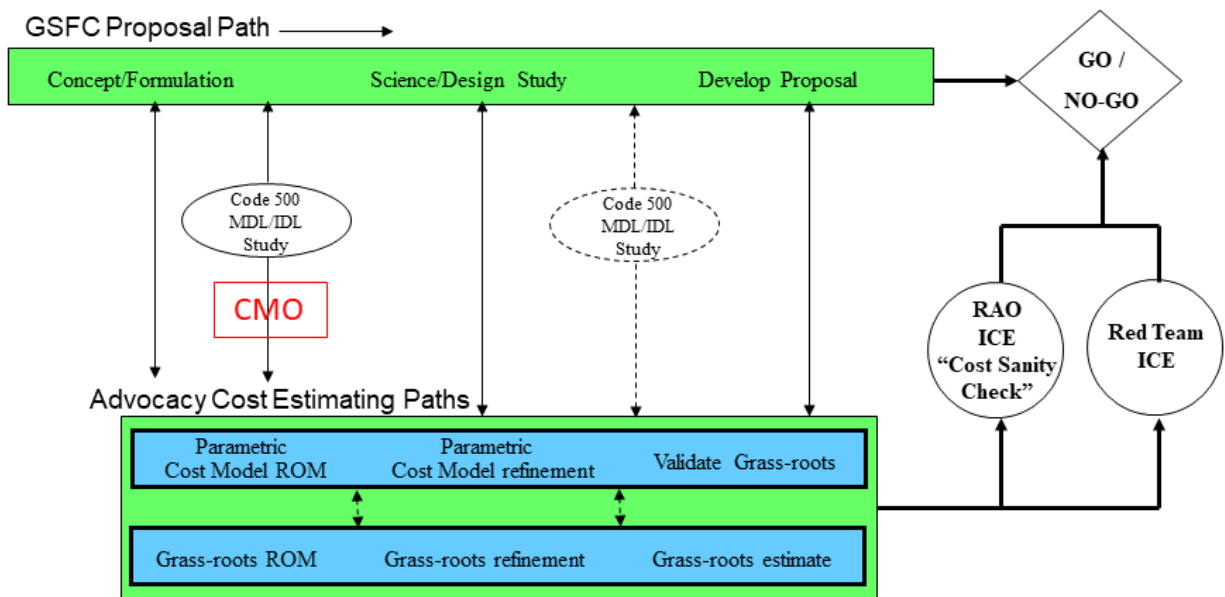 GSFC Proposal Path
Concept/Formulation
Science/Design Study
Develop Proposal
GO /
NO-GO
Code 500
MDL/IDL
Study
Code 500
MDL/IDL
Study
CMO
RAO
ICE
“Cost Sanity
Check”
Red Team
ICE
Advocacy Cost Estimating Paths
Parametric
Cost Model ROM
Parametric
Cost Model refinement
Validate Grass-roots
Grass-roots ROM
Grass-roots refinement
Grass-roots estimate